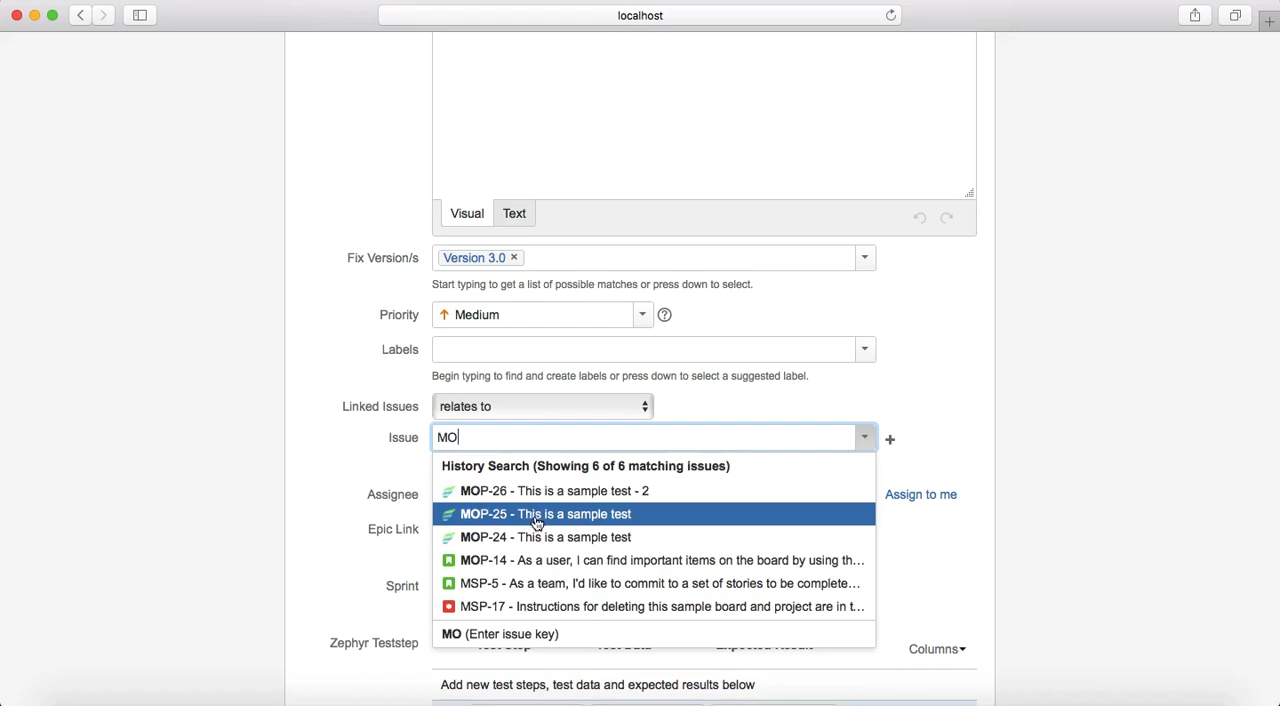 localhost
Visual Text
Fix Version/s Version 3.0 ×
Start typing to get a list of possible matches or press down to select.
Priority Medium
Labels
Begin typing to find and create labels or press down to select a suggested label.
Linked Issues relates to
Issue MO
History Search (Showing 6 of 6 matching issues)
MOP-26 - This is a sample test - 2
Assignee Assign to me
MOP-25 - This is a sample test
Epic Link
MOP-24 - This is a sample test
MOP-14 - As a user, I can find important items on the board by using th...
MSP-5 - As a team, I'd like to commit to a set of stories to be complete...
Sprint
MSP-17 - Instructions for deleting this sample board and project are in t...
MO (Enter issue key)
Zephyr Teststep Columns
Add new test steps, test data and expected results below